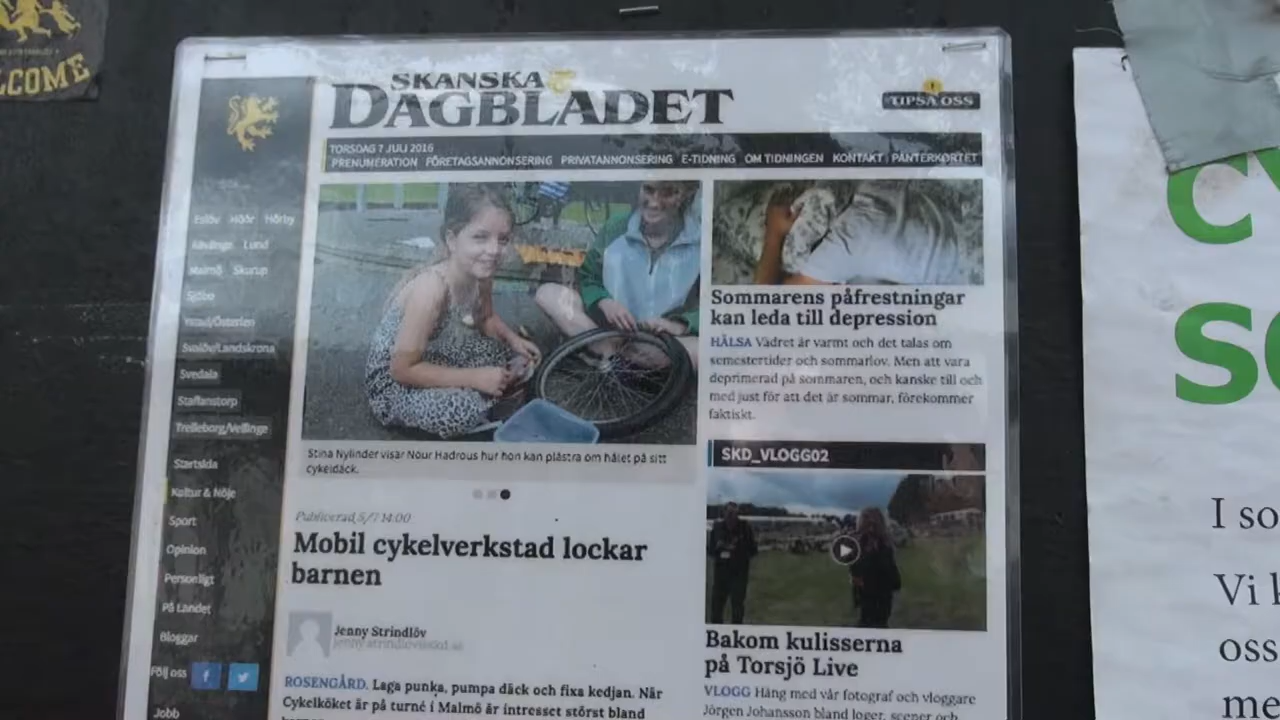 LCOME
SKANSKA
DAGBLADET
TIPSA OSS
TORSDAG 7 JULI 2016
PRENUMERATION FÖRETAGSANNONSERING PRIVATANNONSERING E-TIDNING OM TIDNINGEN KONTAKT PÅNTERKORTET
Eslöv Höör Hörby
Kävlinge Lund
Malmö Skurup
Sjöbo
Ystad/Österlen
Svalöv/Landskrona
Svedala
Staffanstorp
Trelleborg/Vellinge
Startsida
Kultur & Nöje
Sport
Opinion
Personligt
På Landet
Bloggar
Följ oss
Jobb
Stina Nylinder visar Nour Hadrous hur hon kan plåstra om hålet på sitt
cykeldäck.
Publicerad 5/7 14:00
Mobil cykelverkstad lockar
barnen
Jenny Strindlöv
ROSENGÅRD. Laga punka, pumpa däck och fixa kedjan. När
Cykelköket är på turné i Malmö är intresset störst bland
Sommarens påfrestningar
kan leda till depression
HÄLSA Vädret är varmt och det talas om
semestertider och sommarlov. Men att vara
deprimerad på sommaren, och kanske till och
med just för att det är sommar, förekommer
faktiskt.
SKD_VLOGG02
Bakom kulisserna
på Torsjö Live
VLOGG Häng med vår fotograf och vloggare
Jörgen Johansson bland loger, scener och
I so
Vi k
oss
me